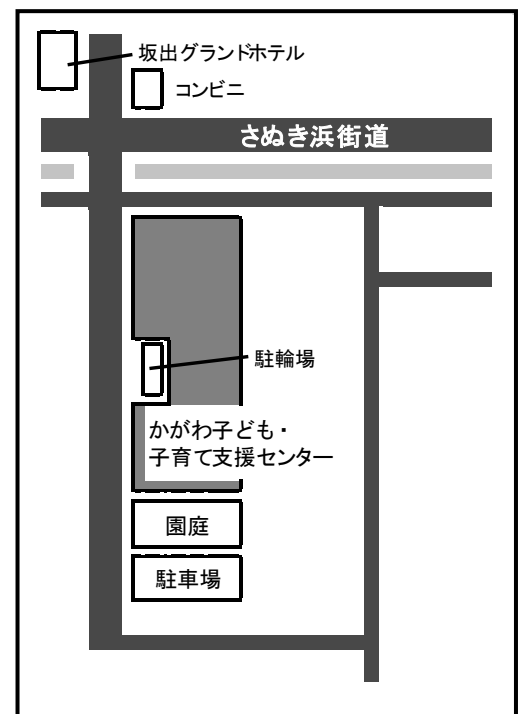 坂出グランドホテル
コンビニ
さぬき浜街道
駐輪場
かがわ子ども・
子育て支援センター
園庭
駐車場